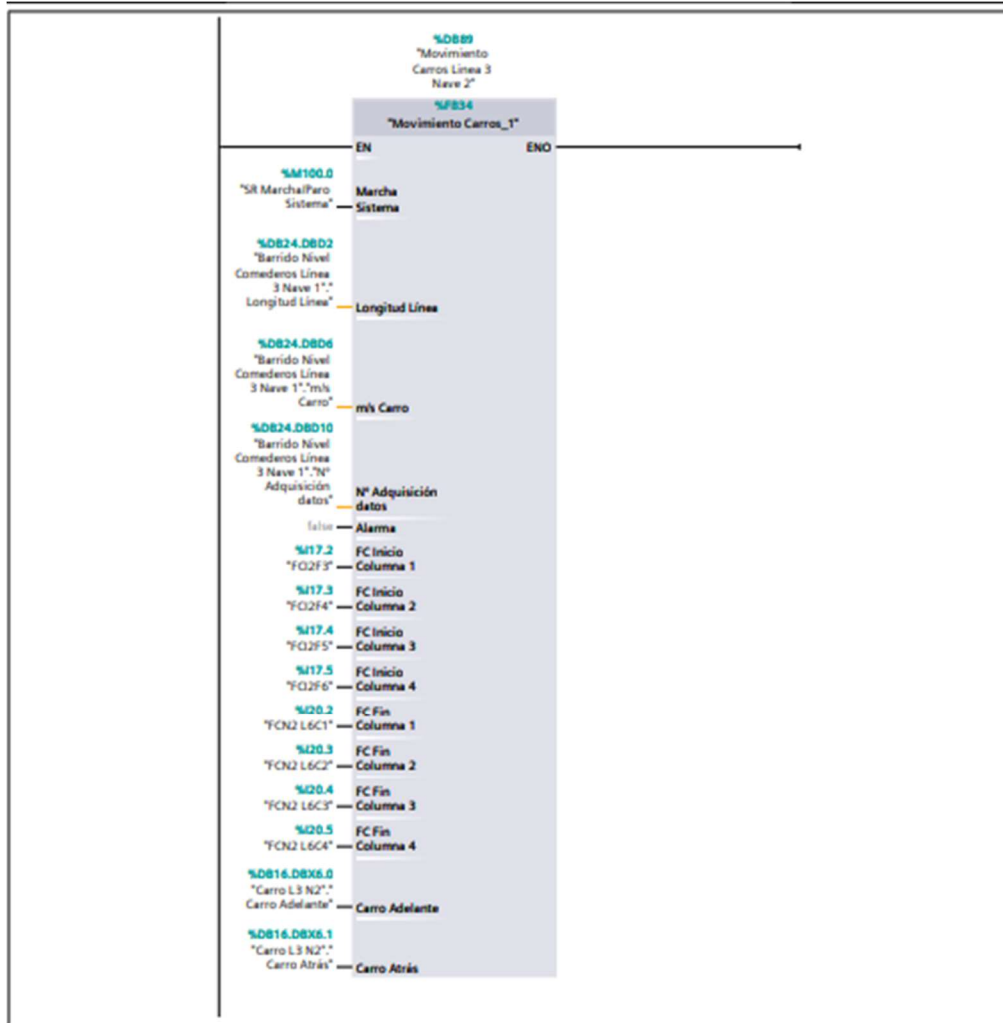 %DB89
"Movimiento
Carros Linea 3
Nave 2"
%FB34
"Movimiento Carros_1"
EN
ENO
%M100.0
"SR Marcha/Paro
Sistema"
Marcha
Sistema
%DB24.DBD2
"Barrido Nivel
Comederos Línea
3 Nave 1"."
Longitud Línea"
Longitud Línea
%DB24.DBD6
"Barrido Nivel
Comederos Línea
3 Nave 1"."m/s
Carro"
m/s Carro
%DB24.DBD10
"Barrido Nivel
Comederos Línea
3 Nave 1"."Nº
Adquisición
datos"
Nº Adquisición
datos
false
Alarma
%I17.2
"FCI2F3"
FC Inicio
Columna 1
%I17.3
"FCI2F4"
FC Inicio
Columna 2
%I17.4
"FCI2F5"
FC Inicio
Columna 3
%I17.5
"FCI2F6"
FC Inicio
Columna 4
%I20.2
"FCN2 L6C1"
FC Fin
Columna 1
%I20.3
"FCN2 L6C2"
FC Fin
Columna 2
%I20.4
"FCN2 L6C3"
FC Fin
Columna 3
%I20.5
"FCN2 L6C4"
FC Fin
Columna 4
%DB16.DBX6.0
"Carro L3 N2"."
Carro Adelante"
Carro Adelante
%DB16.DBX6.1
"Carro L3 N2"."
Carro Atrás"
Carro Atrás